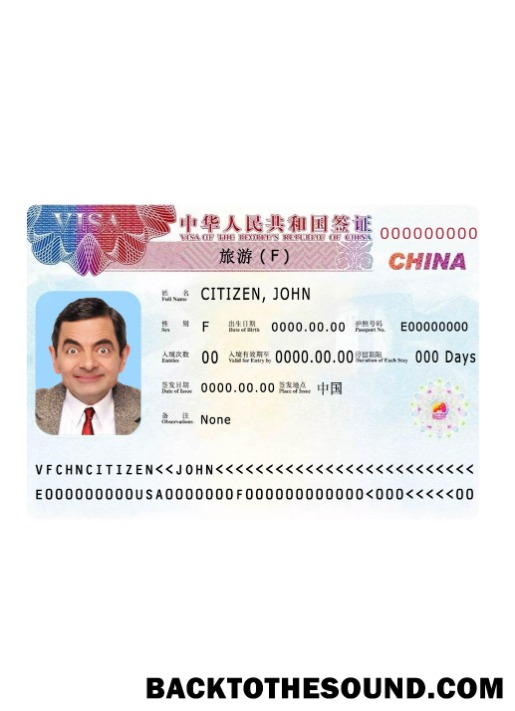 VISA
中华人民共和国签证
VISA OF THE PEOPLE'S REPUBLIC OF CHINA
000000000
旅游(F)
CHINA
姓 名 CITIZEN, JOHN
Full Name
性 别 F 出生日期 0000.00.00 护照号码 E00000000
Sex Date of Birth Passport No.
入境次数 00 入境有效期至 0000.00.00 停留期限 000 Days
Entries Valid for Entry by Duration of Each Stay
签发日期 0000.00.00 签发地点 中国
Date of Issue Place of Issue
备 注 None
Observations
VFCHNCITIZEN<<JOHN<<<<<<<<<<<<<<<<<<<<<<<<<<
E000000000USA0000000F000000000000<000<<<<<00
BACKTOTHESOUND.COM